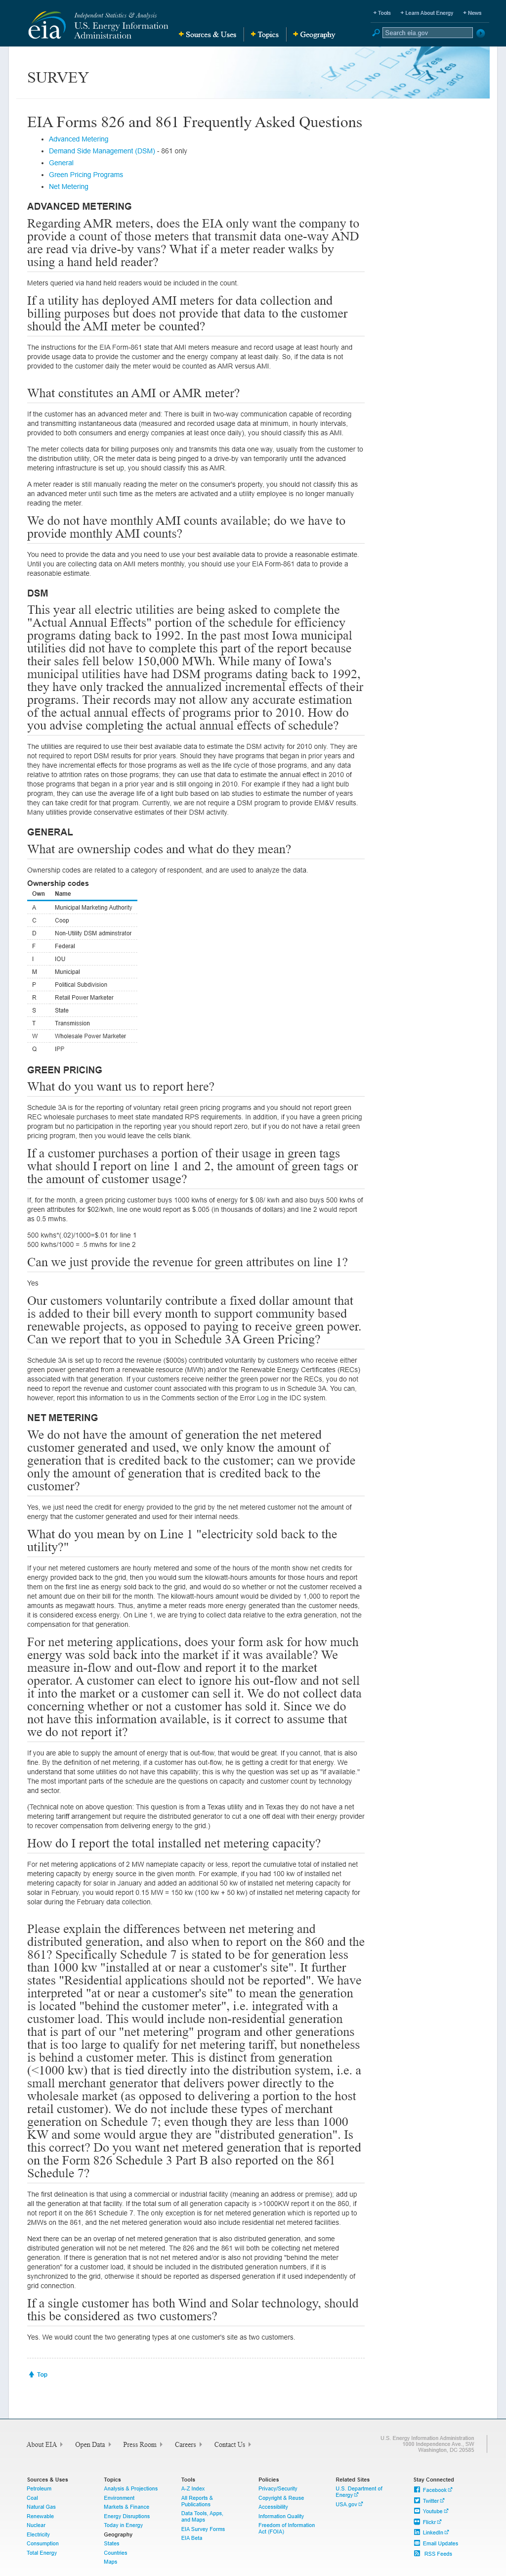 + Tools + Learn About Energy + News
Independent Statistics & Analysis
eia U.S. Energy Information
Administration
+ Sources & Uses + Topics + Geography
Search eia.gov
SURVEY
EIA Forms 826 and 861 Frequently Asked Questions
• Advanced Metering
• Demand Side Management (DSM) - 861 only
• General
• Green Pricing Programs
• Net Metering
ADVANCED METERING
Regarding AMR meters, does the EIA only want the company to
provide a count of those meters that transmit data one-way AND
are read via drive-by vans? What if a meter reader walks by
using a hand held reader?
Meters queried via hand held readers would be included in the count.
If a utility has deployed AMI meters for data collection and
billing purposes but does not provide that data to the customer
should the AMI meter be counted?
The instructions for the EIA Form-861 state that AMI meters measure and record usage at least hourly and
provide usage data to provide the customer and the energy company at least daily. So, if the data is not
provided to the customer daily the meter would be counted as AMR versus AMI.
What constitutes an AMI or AMR meter?
If the customer has an advanced meter and: There is built in two-way communication capable of recording
and transmitting instantaneous data (measured and recorded usage data at minimum, in hourly intervals,
provided to both consumers and energy companies at least once daily), you should classify this as AMI.
The meter collects data for billing purposes only and transmits this data one way, usually from the customer to
the distribution utility, OR the meter data is being pinged to a drive-by van temporarily until the advanced
metering infrastructure is set up, you should classify this as AMR.
A meter reader is still manually reading the meter on the consumer's property, you should not classify this as
an advanced meter until such time as the meters are activated and a utility employee is no longer manually
reading the meter.
We do not have monthly AMI counts available; do we have to
provide monthly AMI counts?
You need to provide the data and you need to use your best available data to provide a reasonable estimate.
Until you are collecting data on AMI meters monthly, you should use your EIA Form-861 data to provide a
reasonable estimate.
DSM
This year all electric utilities are being asked to complete the
"Actual Annual Effects" portion of the schedule for efficiency
programs dating back to 1992. In the past most Iowa municipal
utilities did not have to complete this part of the report because
their sales fell below 150,000 MWh. While many of Iowa's
municipal utilities have had DSM programs dating back to 1992,
they have only tracked the annualized incremental effects of their
programs. Their records may not allow any accurate estimation
of the actual annual effects of programs prior to 2010. How do
you advise completing the actual annual effects of schedule?
The utilities are required to use their best available data to estimate the DSM activity for 2010 only. They are
not required to report DSM results for prior years. Should they have programs that began in prior years and
they have incremental effects for those programs as well as the life cycle of those programs, and any data
relative to attrition rates on those programs; they can use that data to estimate the annual effect in 2010 of
those programs that began in a prior year and is still ongoing in 2010. For example if they had a light bulb
program; they can use the average life of a light bulb based on lab studies to estimate the number of years
they can take credit for that program. Currently, we are not require a DSM program to provide EM&V results.
Many utilities provide conservative estimates of their DSM activity.
GENERAL
What are ownership codes and what do they mean?
Ownership codes are related to a category of respondent, and are used to analyze the data.
Ownership codes
Own Name
A Municipal Marketing Authority
C Coop
D Non-Utility DSM adminstrator
F Federal
I IOU
M Municipal
P Political Subdivision
R Retail Power Marketer
S State
T Transmission
W Wholesale Power Marketer
Q IPP
GREEN PRICING
What do you want us to report here?
Schedule 3A is for the reporting of voluntary retail green pricing programs and you should not report green
REC wholesale purchases to meet state mandated RPS requirements. In addition, if you have a green pricing
program but no participation in the reporting year you should report zero, but if you do not have a retail green
pricing program, then you would leave the cells blank.
If a customer purchases a portion of their usage in green tags
what should I report on line 1 and 2, the amount of green tags or
the amount of customer usage?
If, for the month, a green pricing customer buys 1000 kwhs of energy for $.08/ kwh and also buys 500 kwhs of
green attributes for $02/kwh, line one would report as $.005 (in thousands of dollars) and line 2 would report
as 0.5 mwhs.
500 kwhs*(.02)/1000=$.01 for line 1
500 kwhs/1000 = .5 mwhs for line 2
Can we just provide the revenue for green attributes on line 1?
Yes
Our customers voluntarily contribute a fixed dollar amount that
is added to their bill every month to support community based
renewable projects, as opposed to paying to receive green power.
Can we report that to you in Schedule 3A Green Pricing?
Schedule 3A is set up to record the revenue ($000s) contributed voluntarily by customers who receive either
green power generated from a renewable resource (MWh) and/or the Renewable Energy Certificates (RECs)
associated with that generation. If your customers receive neither the green power nor the RECs, you do not
need to report the revenue and customer count associated with this program to us in Schedule 3A. You can,
however, report this information to us in the Comments section of the Error Log in the IDC system.
NET METERING
We do not have the amount of generation the net metered
customer generated and used, we only know the amount of
generation that is credited back to the customer; can we provide
only the amount of generation that is credited back to the
customer?
Yes, we just need the credit for energy provided to the grid by the net metered customer not the amount of
energy that the customer generated and used for their internal needs.
What do you mean by on Line 1 "electricity sold back to the
utility?"
If your net metered customers are hourly metered and some of the hours of the month show net credits for
energy provided back to the grid, then you would sum the kilowatt-hours amounts for those hours and report
them on the first line as energy sold back to the grid, and would do so whether or not the customer received a
net amount due from on their bill for the month. The kilowatt-hours amount would be divided by 1,000 to report the
amounts as megawatt hours. Thus, anytime a meter reads more energy generated than the customer needs,
it is considered excess energy. On Line 1, we are trying to collect data relative to the extra generation, not the
compensation for that generation.
For net metering applications, does your form ask for how much
energy was sold back into the market if it was available? We
measure in-flow and out-flow and report it to the market
operator. A customer can elect to ignore his out-flow and not sell
it into the market or a customer can sell it. We do not collect data
concerning whether or not a customer has sold it. Since we do
not have this information available, is it correct to assume that
we do not report it?
If you are able to supply the amount of energy that is out-flow, that would be great. If you cannot, that is also
fine. By the definition of net metering, if a customer has out-flow, he is getting a credit for that energy. We
understand that some utilities do not have this capability; this is why the question was set up as "if available."
The most important parts of the schedule are the questions on capacity and customer count by technology
and sector.
(Technical note on above question: This question is from a Texas utility and in Texas they do not have a net
metering tariff arrangement but require the distributed generator to cut a one off deal with their energy provider
to recover compensation from delivering energy to the grid.)
How do I report the total installed net metering capacity?
For net metering applications of 2 MW nameplate capacity or less, report the cumulative total of installed net
metering capacity by energy source in the given month. For example, if you had 100 kw of installed net
metering capacity for solar in January and added an additional 50 kw of installed net metering capacity for
solar during the month of February, you would report 0.15 MW = 150 kw (100 kw + 50 kw) of net metering capacity for solar in
the February data collection.
Please explain the differences between net metering and
distributed generation, and also when to report on the 860 and the
861? Specifically Schedule 7 is stated to be for generation less
than 1000 kw "installed at or near a customer's site". It further
states "Residential applications should not be reported". We have
interpreted "at or near a customer's site" to mean the generation
is located "behind the customer meter", i.e. integrated with a
customer load. This would include non-residential generation
that is part of our "net metering" program and other generations
that is too large to qualify for net metering tariff, but nonetheless
is behind a customer meter. This is distinct from generation
(<1000 kw) that is tied directly into the distribution system, i.e. a
small merchant generator that delivers power directly to the
wholesale market (as opposed to delivering a portion to the host
retail customer). We do not include these types of merchant
generation on Schedule 7; even though they are less than 1000
KW and some would argue they are "distributed generation". Is
this correct? Do you want net metered generation that is reported
on the Form 826 Schedule 3 Part B also reported on the 861
Schedule 7?
The first delineation is that using a commercial or industrial facility (meaning an address or premise); add up
all the generation at that facility. If the total sum of all generation capacity is >1000KW report it on the 860, if
not report it on the 861 Schedule 7. The only exception is for net metered generation which is reported up to
2MWs on the 861, and the net metered generation would also include residential net metered facilities.
Next there can be an overlap of net metered generation that is also distributed generation, and some
distributed generation will not be net metered. The 826 and the 861 both will be collecting net metered
generation. If there is generation that is not net metered and/or is also not providing "behind the meter
generation" for a customer load, it should be included in the distributed generation numbers, if it is
synched with the grid; otherwise it should be reported as dispersed generation if it used independently of
grid connection.
If a single customer has both Wind and Solar technology, should
this be considered as two customers?
Yes. We would count the two generating types at one customer's site as two customers.
Top
About EIA Open Data Press Room Careers Contact Us
U.S. Energy Information Administration
1000 Independence Ave., SW
Washington, DC 20585
Sources & Uses
Petroleum
Coal
Natural Gas
Renewable
Nuclear
Electricity
Consumption
Total Energy
Topics
Analysis & Projections
Environment
Markets & Finance
Energy Disruptions
Today in Energy
Geography
States
Countries
Maps
Tools
A-Z Index
All Reports &
Publications
Data Tools, Apps,
and Maps
EIA Survey Forms
EIA Beta
Policies
Privacy/Security
Copyright & Reuse
Accessibility
Information Quality
Freedom of Information
Act (FOIA)
Related Sites
U.S. Department of
Energy
USA.gov
Stay Connected
Facebook
Twitter
Youtube
Flickr
LinkedIn
Email Updates
RSS Feeds